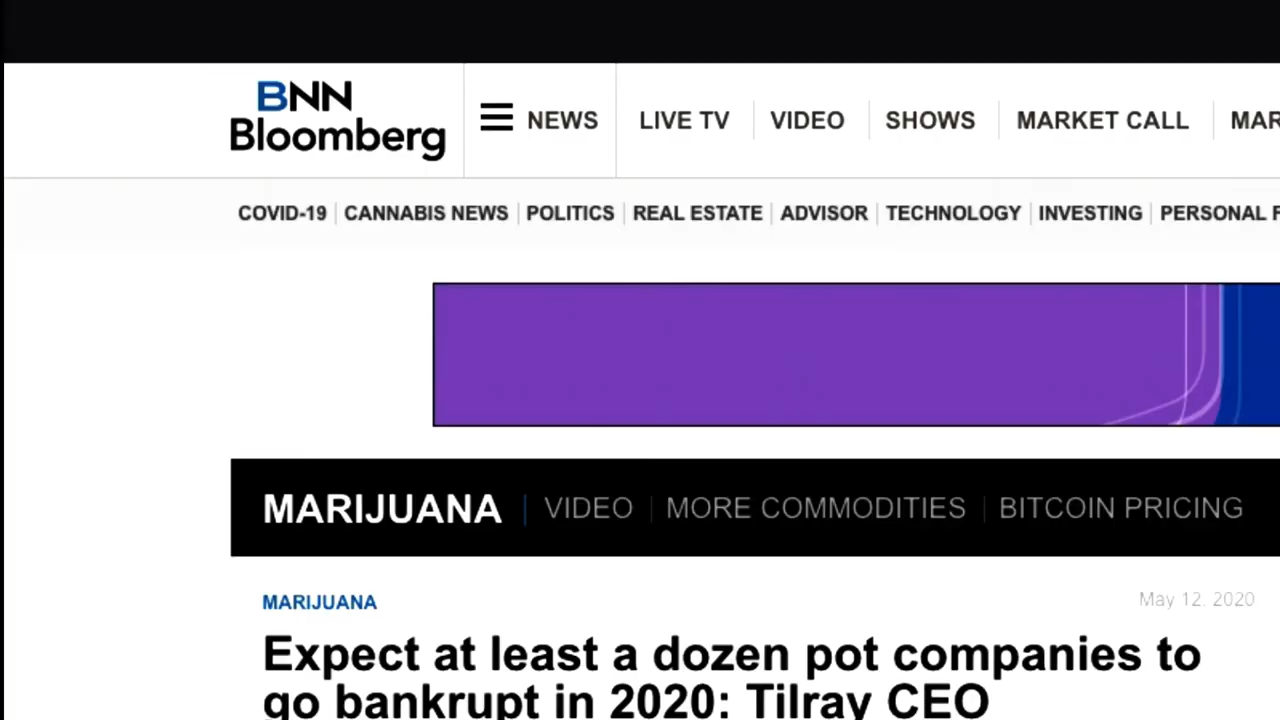 BNN
Bloomberg
NEWS
LIVE TV
VIDEO
SHOWS
MARKET CALL
MAR
COVID-19
CANNABIS NEWS
POLITICS
REAL ESTATE
ADVISOR
TECHNOLOGY
INVESTING
PERSONAL F
MARIJUANA
VIDEO
MORE COMMODITIES
BITCOIN PRICING
MARIJUANA
May 12, 2020
Expect at least a dozen pot companies to
go bankrupt in 2020: Tilray CEO